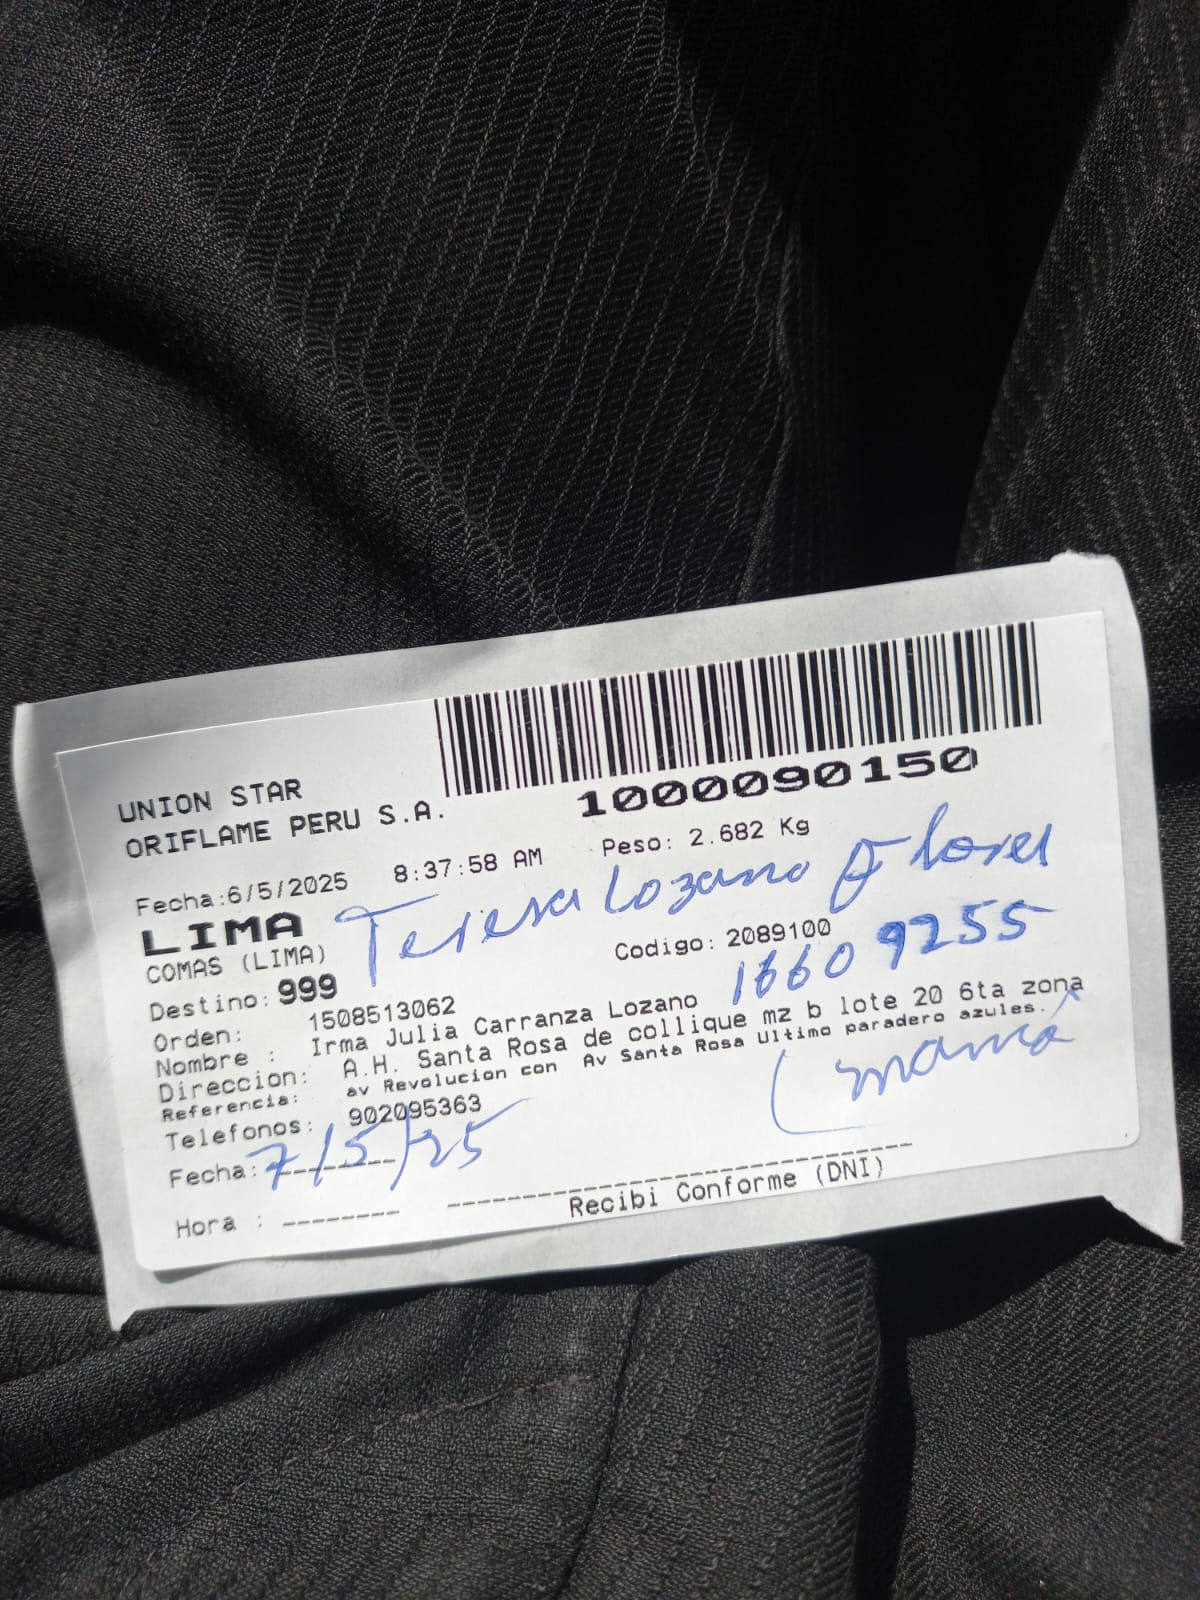 1000090150
UNION STAR
ORIFLAME PERU S.A.
Fecha:6/5/2025 8:37:58 AM Peso: 2.682 Kg
LIMA
Teresa Lozano Flores
COMAS (LIMA)
Destino: 999 Codigo: 2089100
16609255
Orden: 1508513062
Nombre : Irma Julia Carranza Lozano
Direccion: A.H. Santa Rosa de collique mz b lote 20 6ta zona
Referencia: av Revolucion con Av Santa Rosa Ultimo paradero azules.
Telefonos: 902095363
mamá
Fecha: 7/5/25
Hora : --------
Recibi Conforme (DNI)